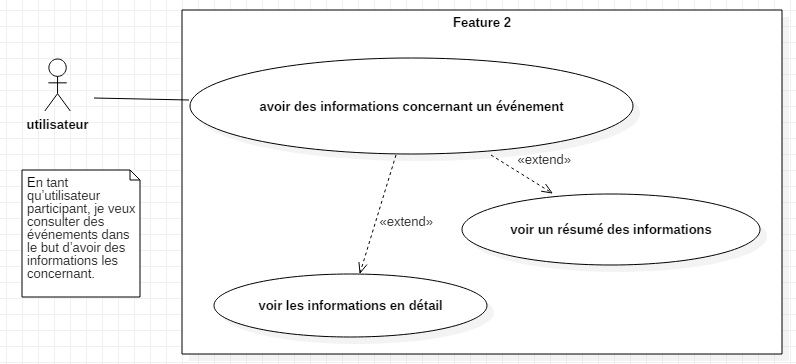 Feature 2
avoir des informations concernant un événement
utilisateur
«extend»
En tant
qu'utilisateur
participant, je veux
consulter des
événements dans
le but d'avoir des
informations les
concernant.
«extend»
voir un résumé des informations
voir les informations en détail